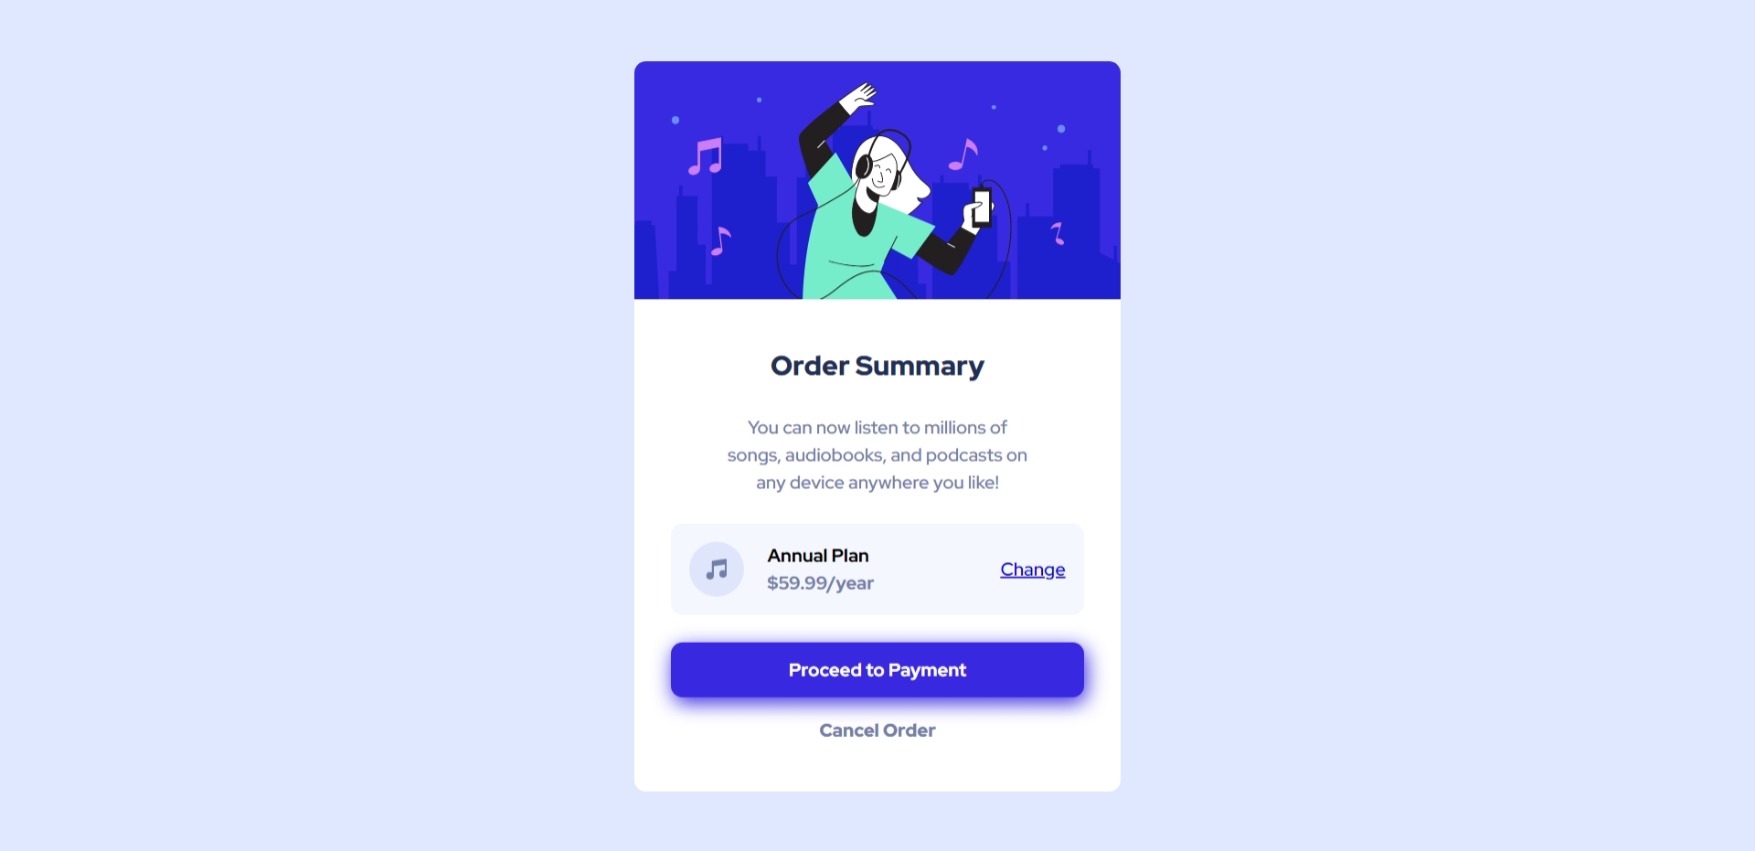 Order Summary
You can now listen to millions of
songs, audiobooks, and podcasts on
any device anywhere you like!
Annual Plan
$59.99/year
Change
Proceed to Payment
Cancel Order